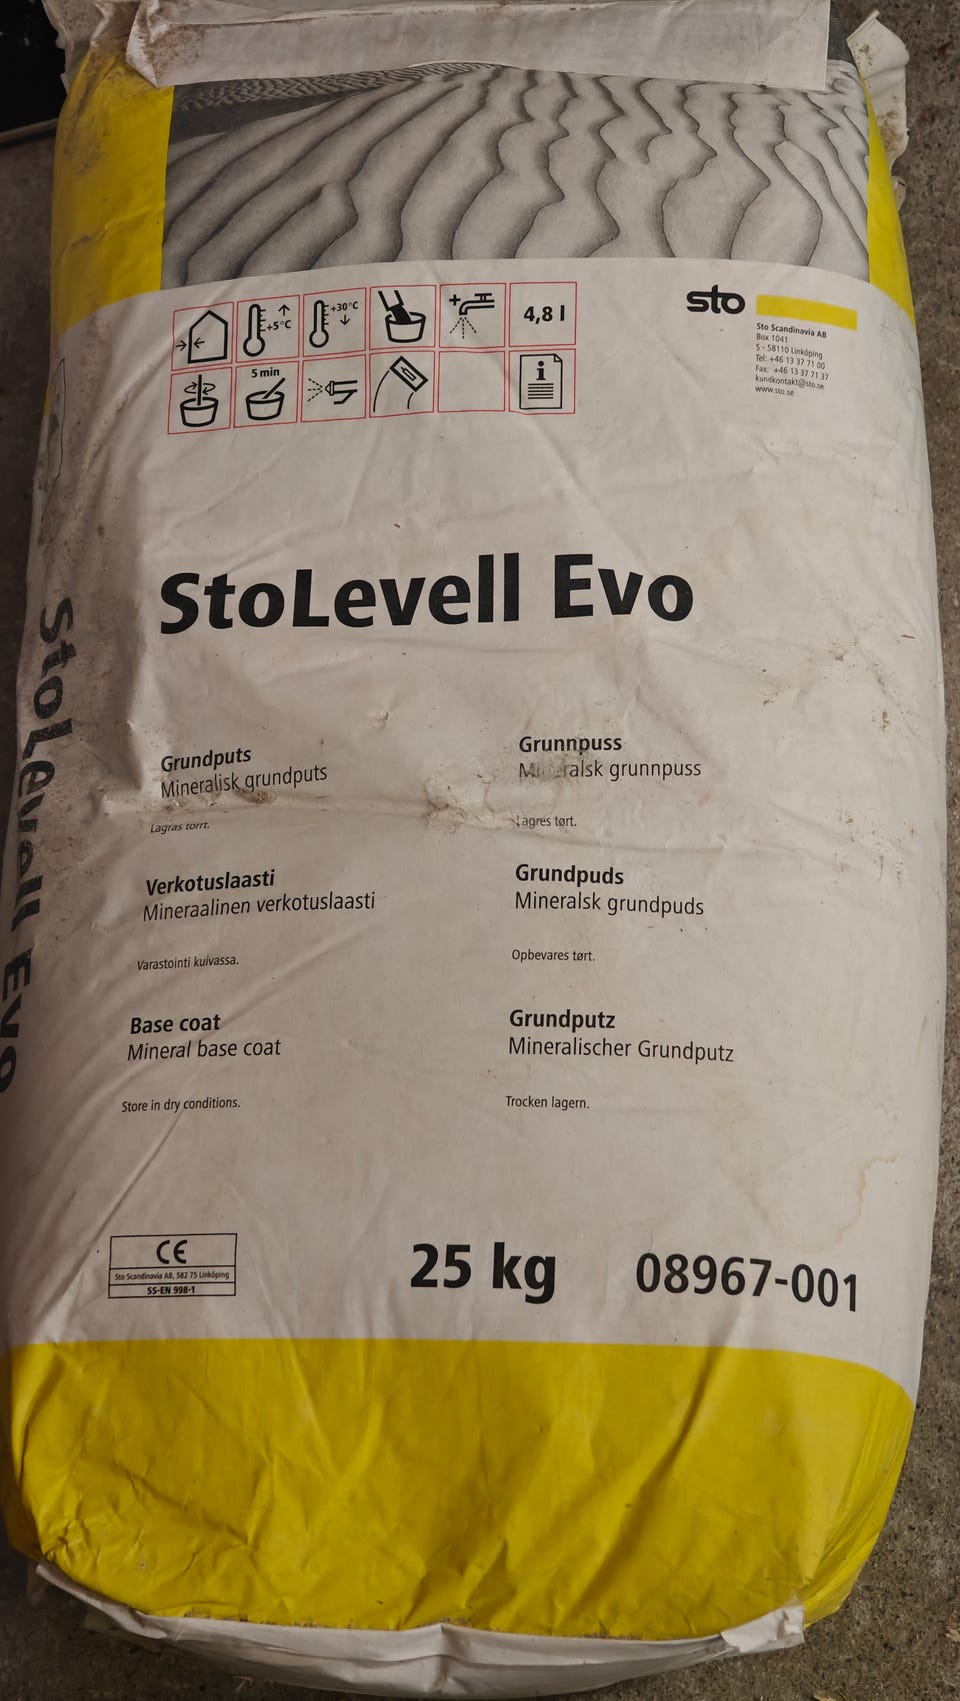 +5°C
+30°C
+
4,8 l
5 min
i
sto
Sto Scandinavia AB
Box 1041
S - 58110 Linköping
Tel: +46 13 37 71 00
Fax: +46 13 37 71 37
kundkontakt@sto.se
www.sto.se
StoLevell Evo
StoLevell Evo
Grundputs
Mineralisk grundputs
Lagras torrt.
Grunnpuss
Mineralsk grunnpuss
Lagres tørt.
Verkotuslaasti
Mineraalinen verkotuslaasti
Varastointi kuivassa.
Grundpuds
Mineralsk grundpuds
Opbevares tørt.
Base coat
Mineral base coat
Store in dry conditions.
Grundputz
Mineralischer Grundputz
Trocken lagern.
CE
Sto Scandinavia AB, 582 75 Linköping
SS-EN 998-1
25 kg
08967-001